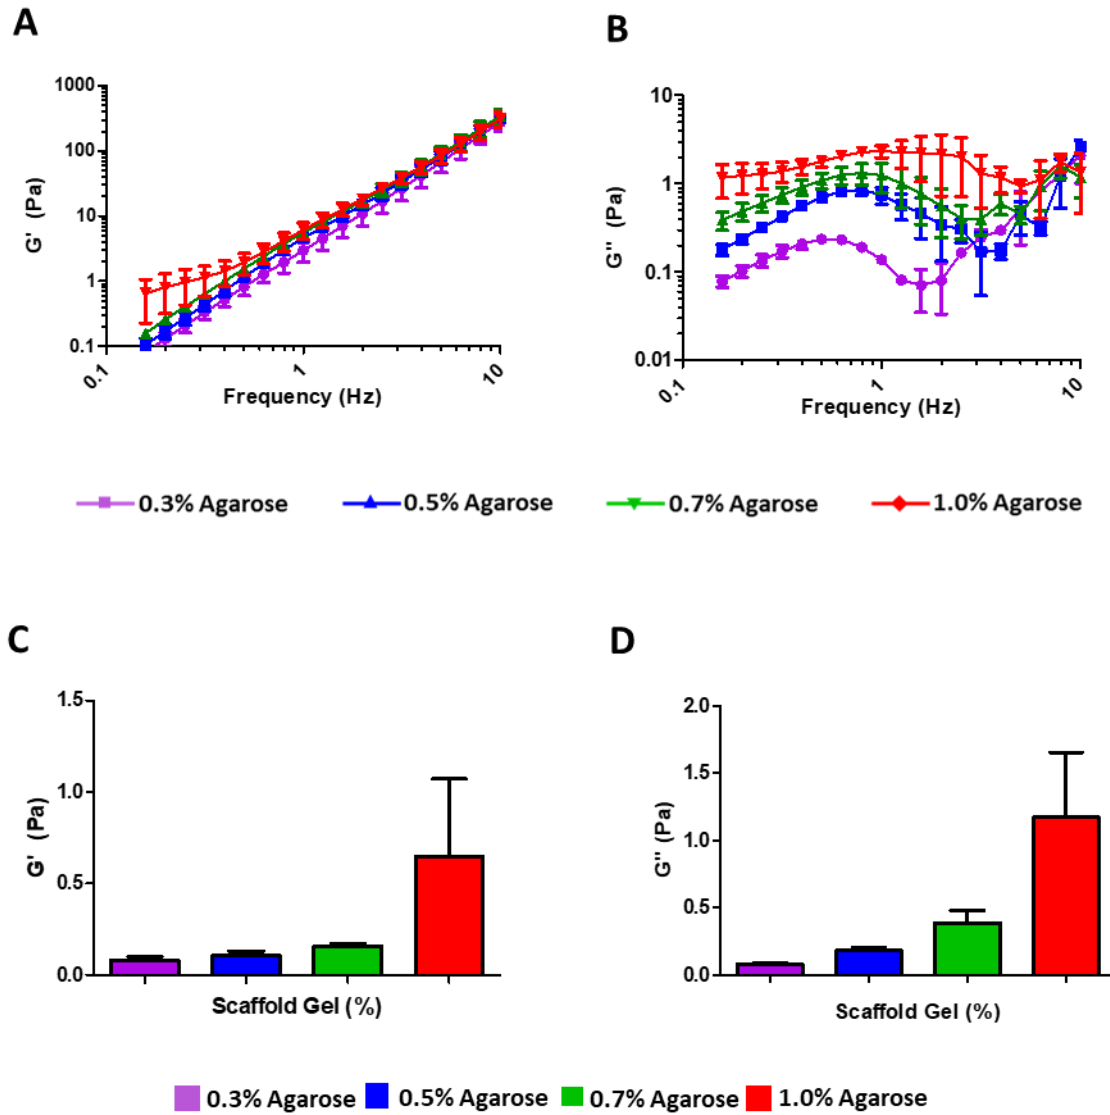 A
B
1000
100
10
1
0.1
G' (Pa)
0.1
1
10
Frequency (Hz)
10
1
0.1
0.01
G'' (Pa)
0.1
1
10
Frequency (Hz)
0.3% Agarose
0.5% Agarose
0.7% Agarose
1.0% Agarose
C
D
1.5
1.0
0.5
0.0
G' (Pa)
Scaffold Gel (%)
2.0
1.5
1.0
0.5
0.0
G'' (Pa)
Scaffold Gel (%)
0.3% Agarose
0.5% Agarose
0.7% Agarose
1.0% Agarose